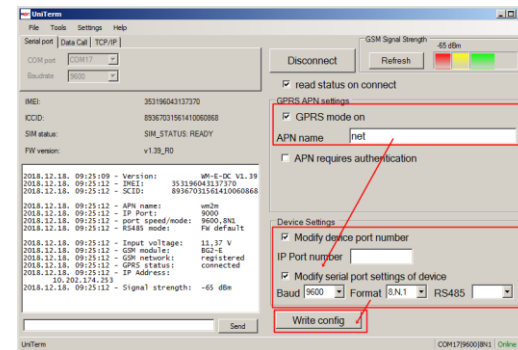 UniTerm
File Tools Settings Help
Serial port Data Call TCP/IP
COM port COM17
Baudrate 9600
Disconnect
GSM Signal Strength
-65 dBm
Refresh
read status on connect
IMEI: 353196043137370
ICCID: 89367031561410060868
SIM status: SIM_STATUS: READY
FW version: v1.39_R0
GPRS APN settings
GPRS mode on
APN name net
APN requires authentication
2018.12.18. 09:25:09 - Version: WM-E-DC V1.39
2018.12.18. 09:25:12 - IMEI: 353196043137370
2018.12.18. 09:25:12 - SCID: 89367031561410060868
2018.12.18. 09:25:12 - APN name: wm2m
2018.12.18. 09:25:12 - IP Port: 9000
2018.12.18. 09:25:12 - port speed/mode: 9600,8N1
2018.12.18. 09:25:12 - RS485 mode: FW default
2018.12.18. 09:25:12 - Input voltage: 11,37 V
2018.12.18. 09:25:12 - GSM module: BG2-E
2018.12.18. 09:25:12 - GSM network: registered
2018.12.18. 09:25:12 - GPRS status: connected
2018.12.18. 09:25:12 - IP Address:
10.202.174.253
2018.12.18. 09:25:12 - Signal strength: -65 dBm
Device Settings
Modify device port number
IP Port number
Modify serial port settings of device
Baud 9600 Format 8,N,1 RS485
Send
Write config
UniTerm
COM17|9600|8N1 Online